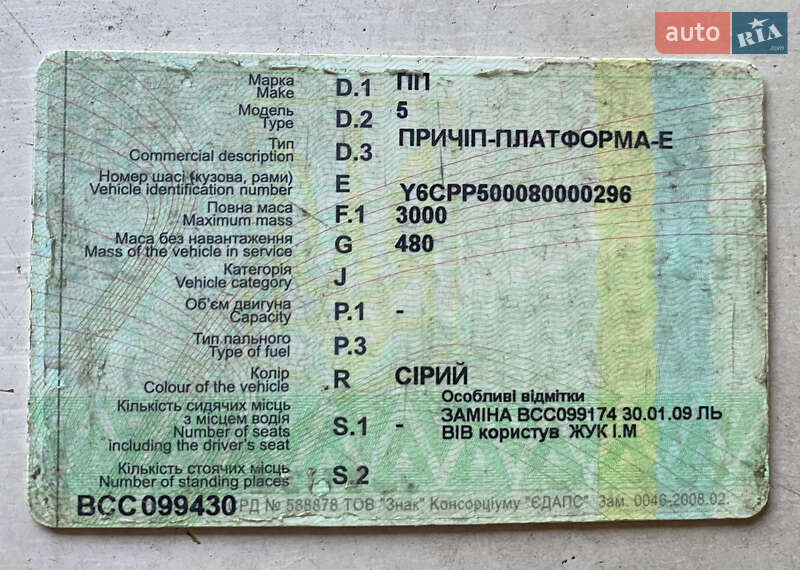 auto RIA .com
Марка D.1 ПП
Make
Модель D.2 5
Type
Тип D.3 ПРИЧІП-ПЛАТФОРМА-Е
Commercial description
Номер шасі (кузова, рами) E Y6CPP500080000296
Vehicle identification number
Повна маса F.1 3000
Maximum mass
Маса без навантаження G 480
Mass of the vehicle in service
Категорія J
Vehicle category
Об'єм двигуна P.1 -
Capacity
Тип пального P.3
Type of fuel
Колір R СІРИЙ
Colour of the vehicle
Особливі відмітки
Кількість сидячих місць S.1 - ЗАМІНА ВСС099174 30.01.09 ЛЬ
з місцем водія ВІВ користув ЖУК І.М
Number of seats
including the driver's seat
Кількість стоячих місць S.2
Number of standing places
ВСС099430 РД № 588878 ТОВ "Знак" Консорціуму "ЄДАПС". Зам. 0046-2008.02.